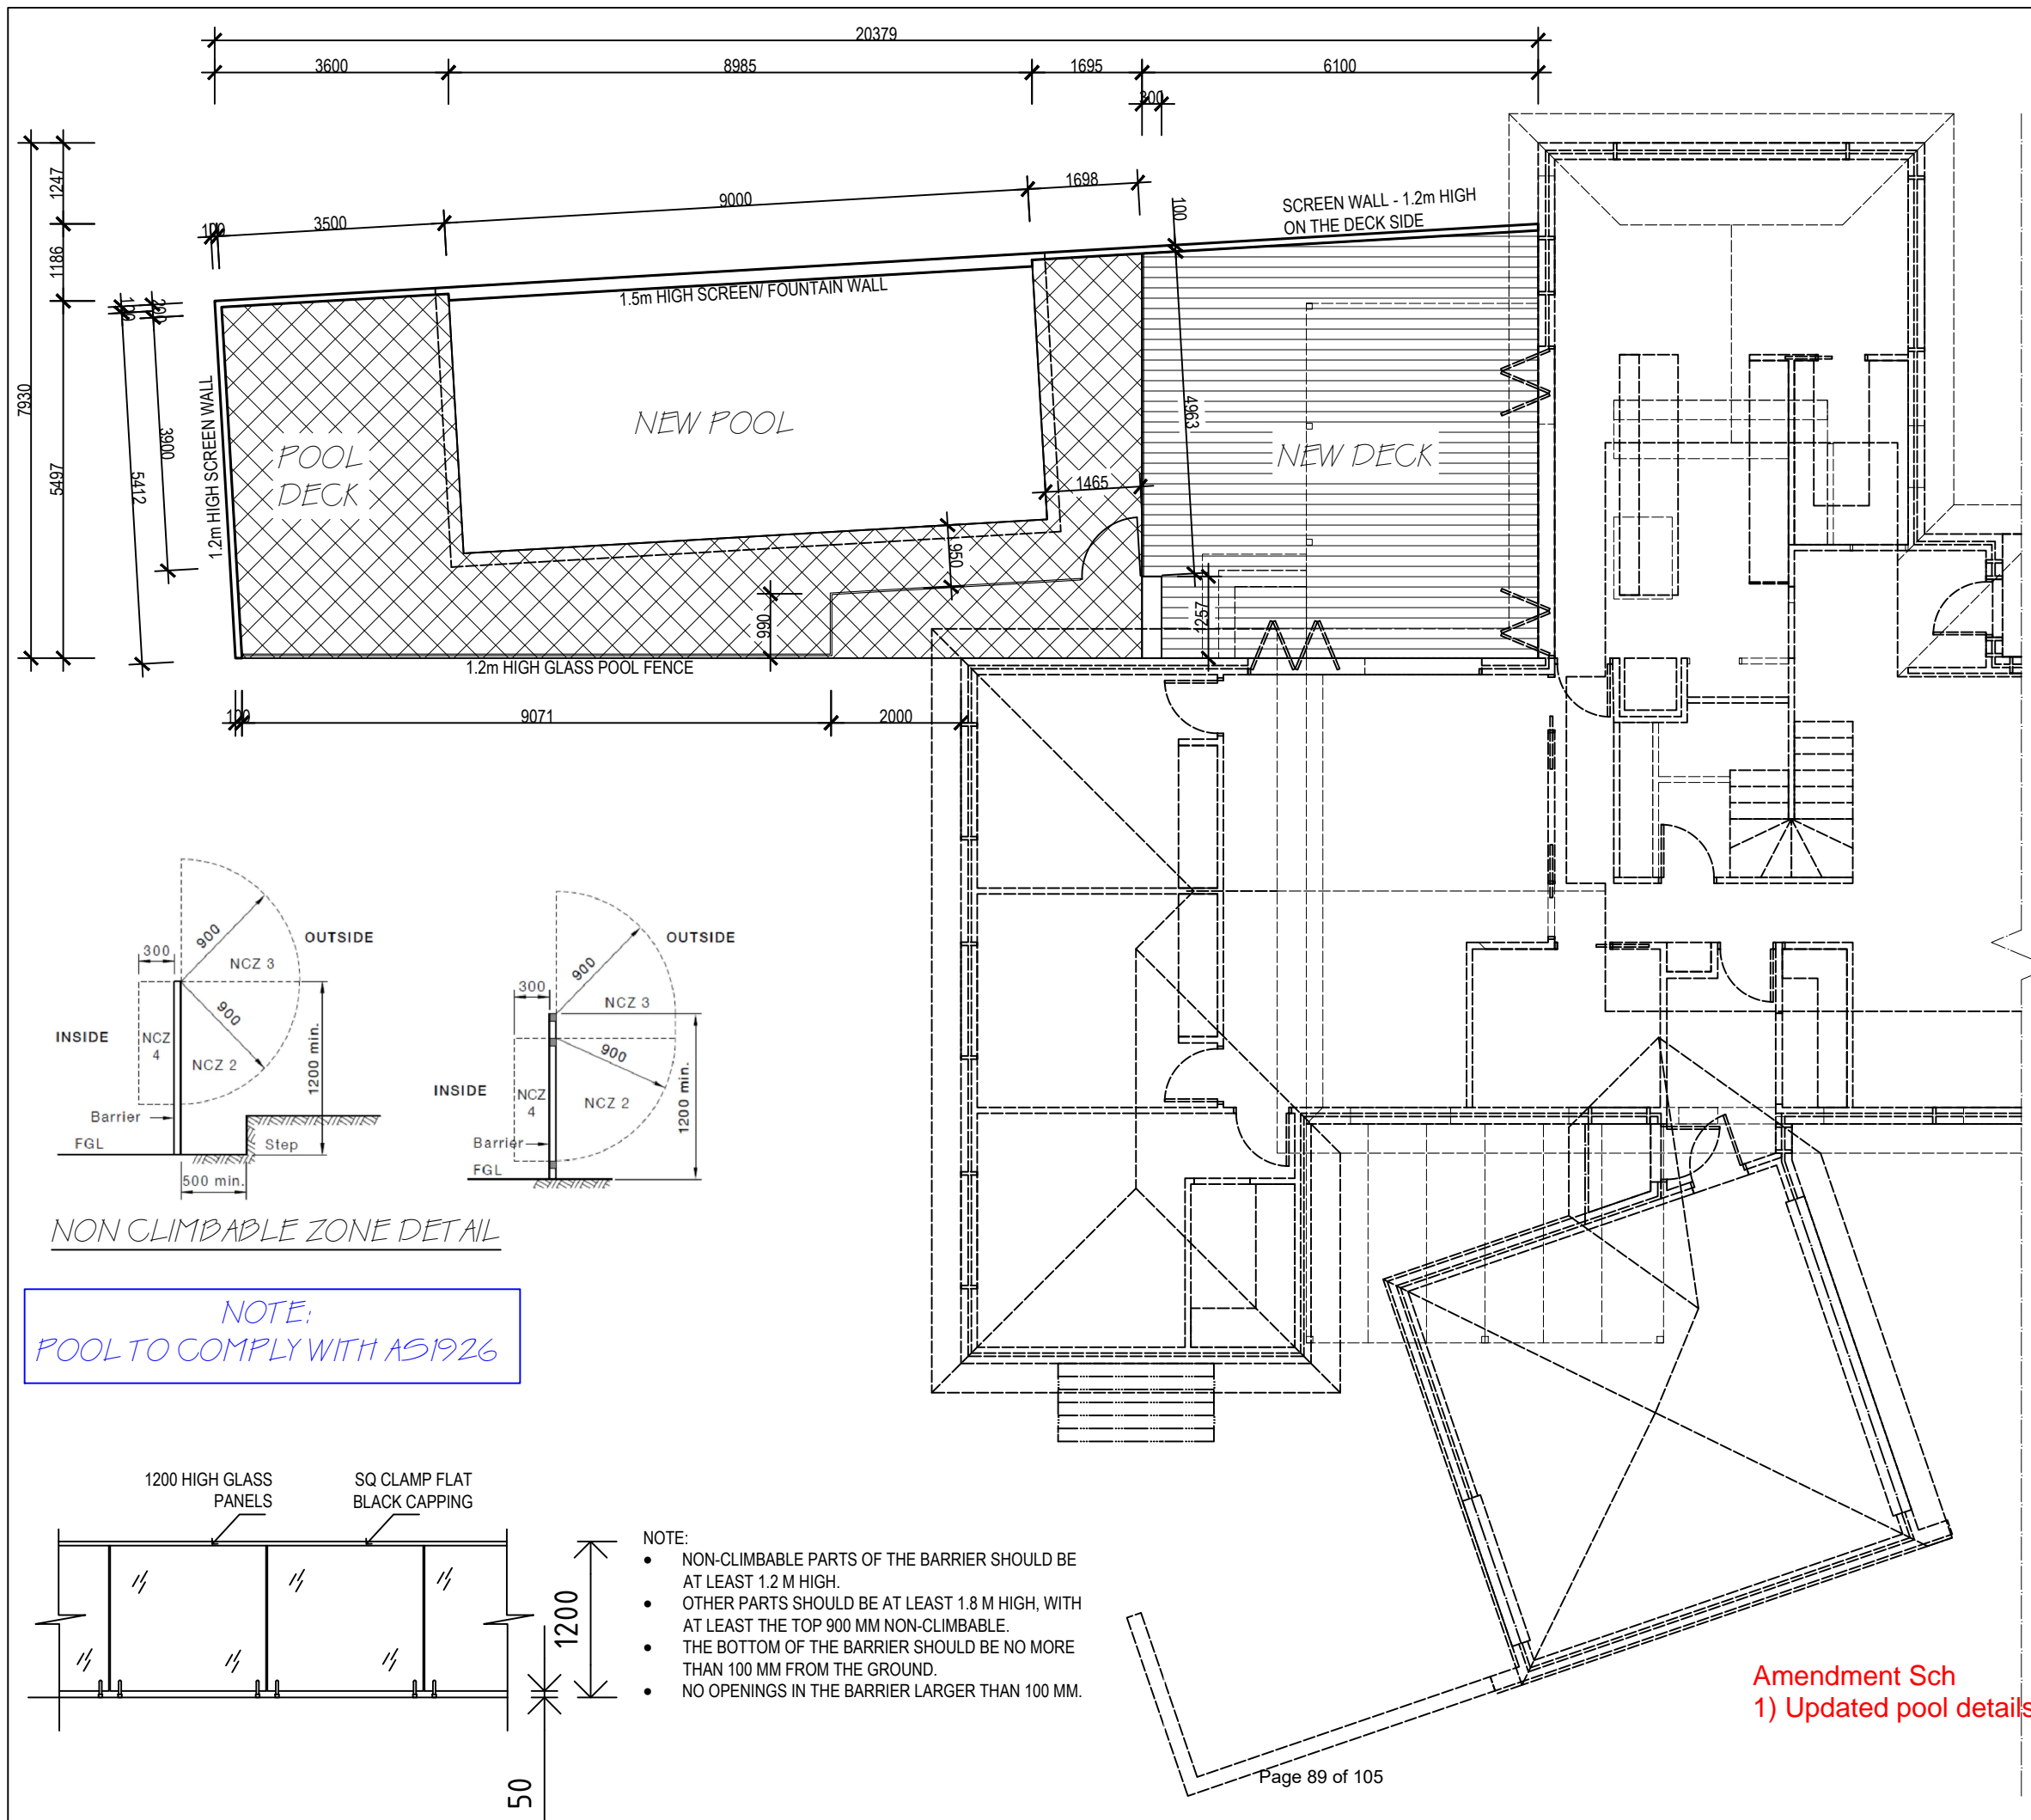 20379
3600
8985
1695
6100
300
7930
1247
1186
5497
100
3500
9000
1698
100
SCREEN WALL - 1.2m HIGH
ON THE DECK SIDE
1.5m HIGH SCREEN/ FOUNTAIN WALL
3900
5412
1.2m HIGH SCREEN WALL
POOL
DECK
NEW POOL
NEW DECK
4963
1465
950
990
1257
1.2m HIGH GLASS POOL FENCE
100
9071
2000
300
900
OUTSIDE
NCZ 3
900
INSIDE
NCZ
4
NCZ 2
1200 min.
Barrier
FGL
Step
500 min.
300
900
OUTSIDE
NCZ 3
900
INSIDE
NCZ
4
NCZ 2
1200 min.
Barrier
FGL
NON CLIMBABLE ZONE DETAIL
NOTE:
POOL TO COMPLY WITH AS1926
1200 HIGH GLASS
PANELS
SQ CLAMP FLAT
BLACK CAPPING
1200
50
NOTE:
• NON-CLIMBABLE PARTS OF THE BARRIER SHOULD BE
AT LEAST 1.2 M HIGH.
• OTHER PARTS SHOULD BE AT LEAST 1.8 M HIGH, WITH
AT LEAST THE TOP 900 MM NON-CLIMBABLE.
• THE BOTTOM OF THE BARRIER SHOULD BE NO MORE
THAN 100 MM FROM THE GROUND.
• NO OPENINGS IN THE BARRIER LARGER THAN 100 MM.
Amendment Sch
1) Updated pool details
Page 89 of 105